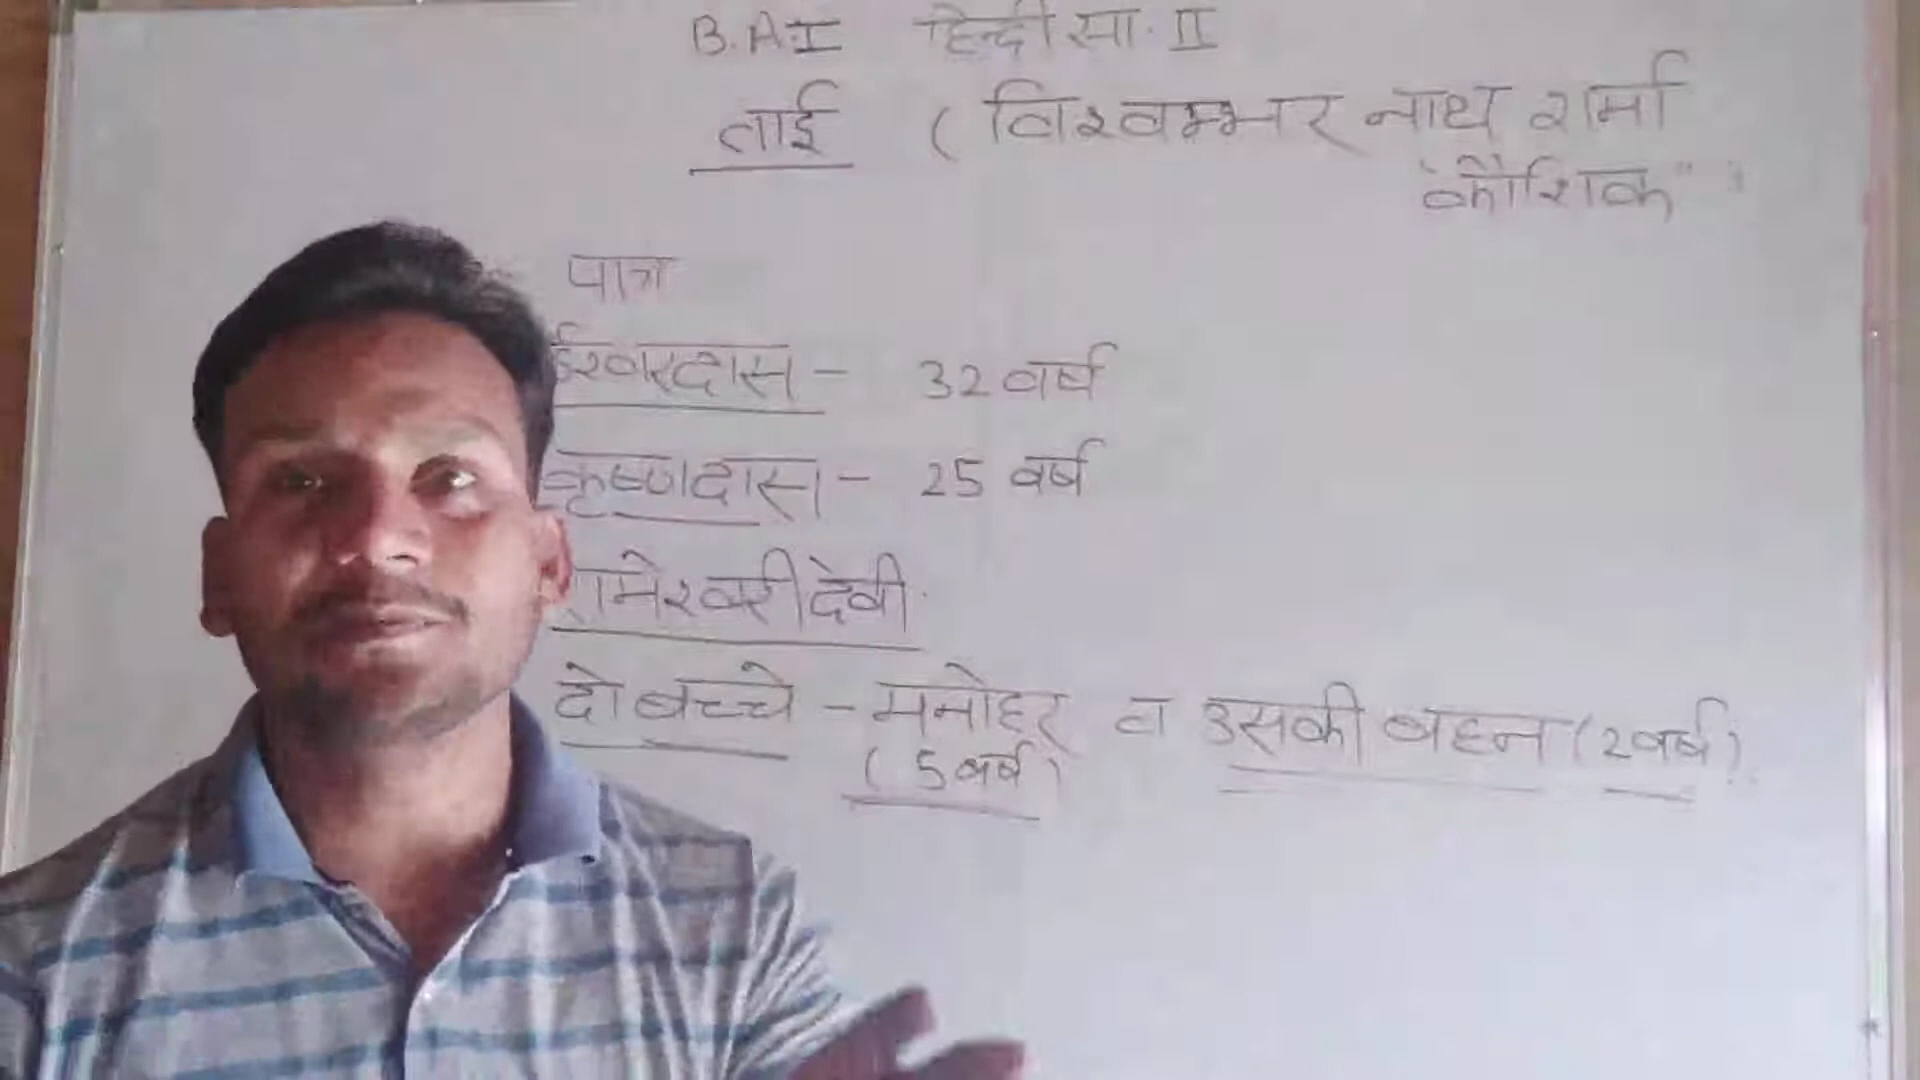 B.A.I हिन्दी सा. II
ताई ( विश्वम्भर नाथ शर्मा
"कौशिक"
पात्र
ईश्वरदास - 32 वर्ष
कृष्णदास - 25 वर्ष
रामेश्वरी देवी
दो बच्चे - मनोहर व उसकी बहन (2 वर्ष)
(5 वर्ष)